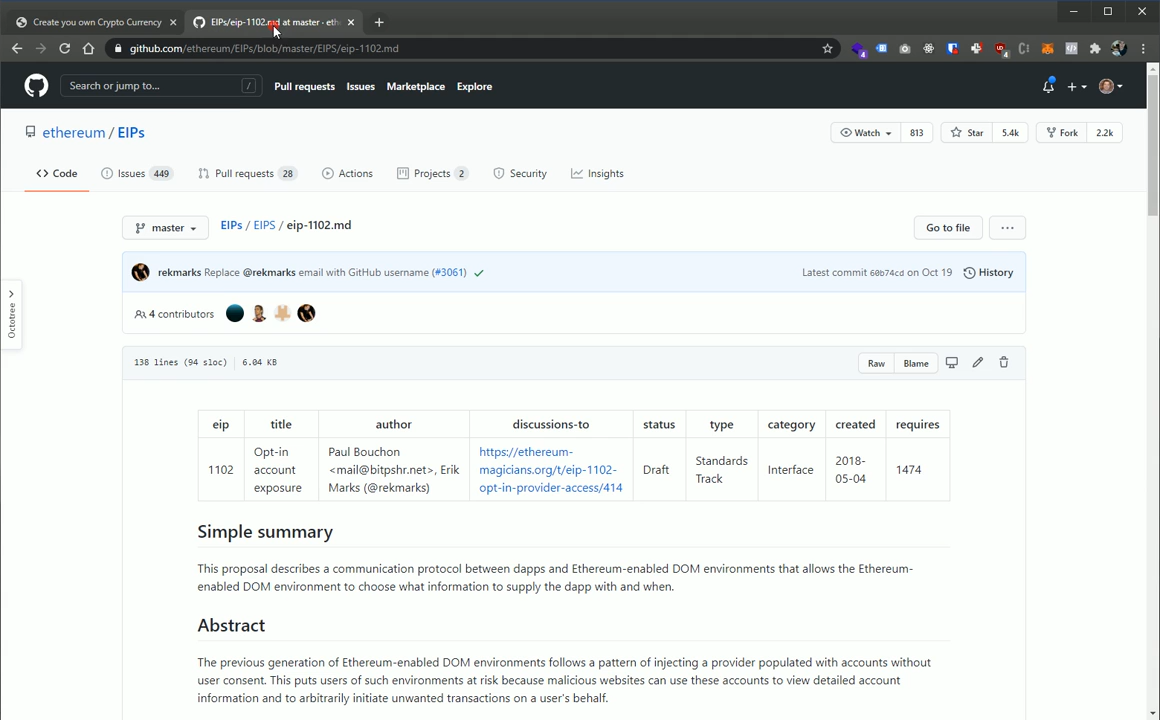 Create you own Crypto Currency
EIPs/eip-1102.md at master · eth
github.com/ethereum/EIPs/blob/master/EIPS/eip-1102.md
4
4
Search or jump to... /
Pull requests Issues Marketplace Explore
ethereum / EIPs
Watch 813 Star 5.4k Fork 2.2k
Code Issues 449 Pull requests 28 Actions Projects 2 Security Insights
master EIPs / EIPS / eip-1102.md Go to file ...
rekmarks Replace @rekmarks email with GitHub username (#3061) Latest commit 60b74cd on Oct 19 History
Octotree
4 contributors
138 lines (94 sloc) 6.04 KB Raw Blame
eip title author discussions-to status type category created requires
1102 Opt-in account exposure Paul Bouchon <mail@bitpshr.net>, Erik Marks (@rekmarks) https://ethereum-magicians.org/t/eip-1102-opt-in-provider-access/414 Draft Standards Track Interface 2018-05-04 1474
Simple summary
This proposal describes a communication protocol between dapps and Ethereum-enabled DOM environments that allows the Ethereum-
enabled DOM environment to choose what information to supply the dapp with and when.
Abstract
The previous generation of Ethereum-enabled DOM environments follows a pattern of injecting a provider populated with accounts without
user consent. This puts users of such environments at risk because malicious websites can use these accounts to view detailed account
information and to arbitrarily initiate unwanted transactions on a user's behalf.